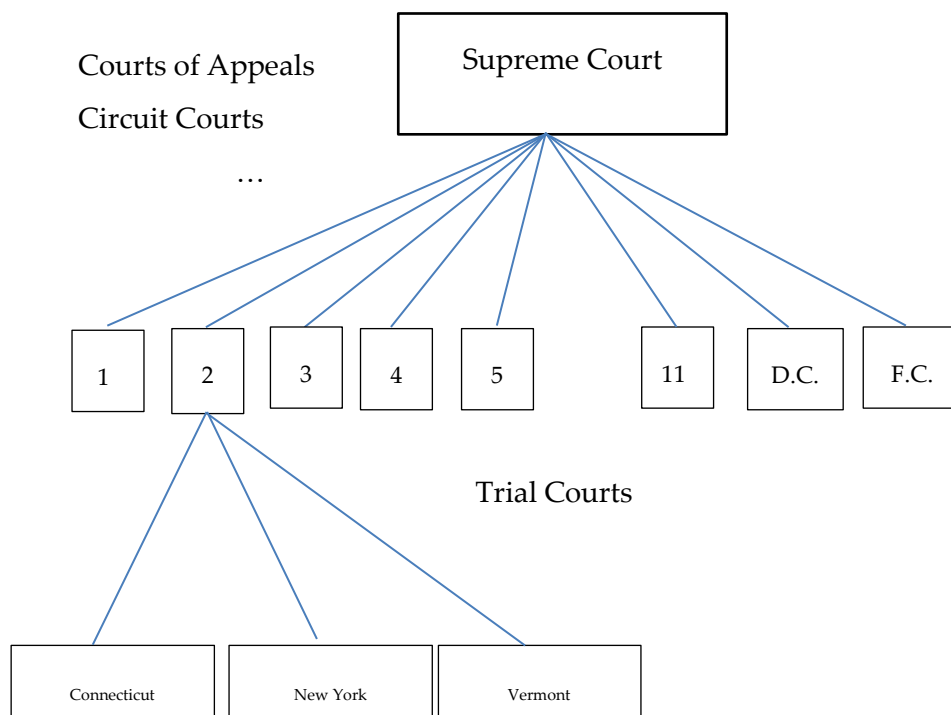 Courts of Appeals
Circuit Courts
…
Supreme Court
1
2
3
4
5
11
D.C.
F.C.
Trial Courts
Connecticut
New York
Vermont